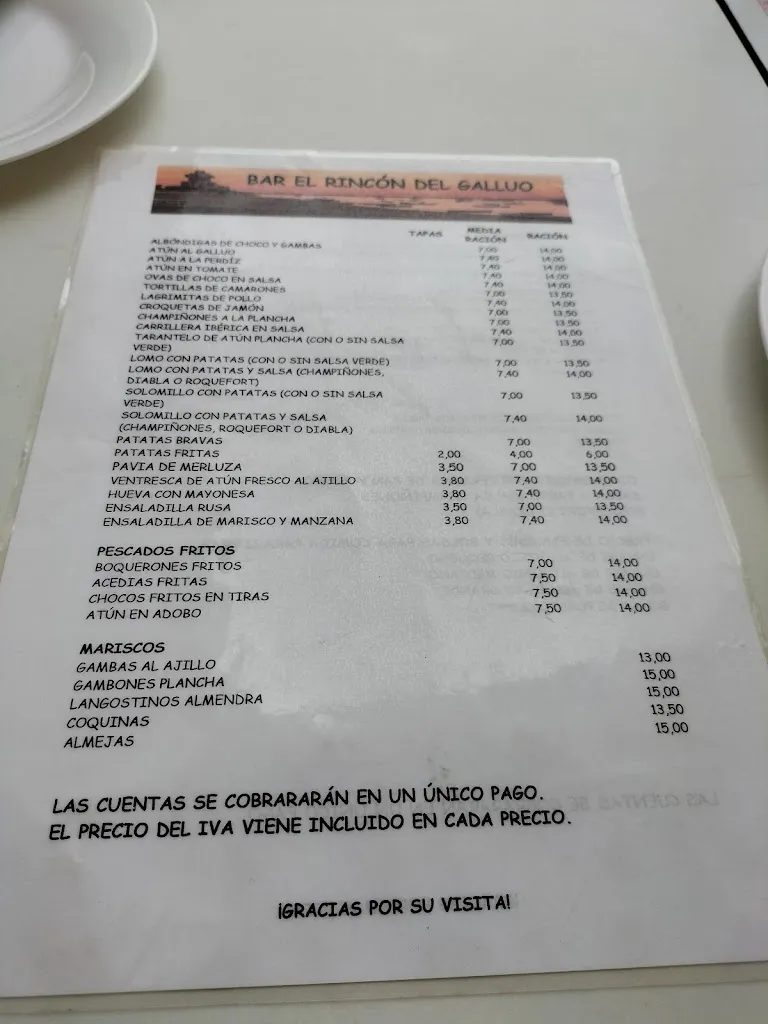 BAR EL RINCÓN DEL GALLUO
TAPAS MEDIA RACIÓN RACIÓN
ALBÓNDIGAS DE CHOCO Y GAMBAS 7,00 14,00
ATÚN AL GALLUO 7,40 14,00
ATÚN A LA PERDÍZ 7,40 14,00
ATÚN EN TOMATE 7,40 14,00
OVAS DE CHOCO EN SALSA 7,40 14,00
TORTILLAS DE CAMARONES 7,00 13,50
LAGRIMITAS DE POLLO 7,40 14,00
CROQUETAS DE JAMÓN 7,00 13,50
CHAMPIÑONES A LA PLANCHA 7,00 13,50
CARRILLERA IBÉRICA EN SALSA 7,40 14,00
TARANTELO DE ATÚN PLANCHA (CON O SIN SALSA 7,00 13,50
VERDE)
LOMO CON PATATAS (CON O SIN SALSA VERDE) 7,00 13,50
LOMO CON PATATAS Y SALSA (CHAMPIÑONES, 7,40 14,00
DIABLA O ROQUEFORT)
SOLOMILLO CON PATATAS (CON O SIN SALSA 7,00 13,50
VERDE)
SOLOMILLO CON PATATAS Y SALSA 7,40 14,00
(CHAMPIÑONES, ROQUEFORT O DIABLA)
PATATAS BRAVAS 7,00 13,50
PATATAS FRITAS 2,00 4,00 6,00
PAVIA DE MERLUZA 3,50 7,00 13,50
VENTRESCA DE ATÚN FRESCO AL AJILLO 3,80 7,40 14,00
HUEVA CON MAYONESA 3,80 7,40 14,00
ENSALADILLA RUSA 3,50 7,00 13,50
ENSALADILLA DE MARISCO Y MANZANA 3,80 7,40 14,00
PESCADOS FRITOS
BOQUERONES FRITOS 7,00 14,00
ACEDIAS FRITAS 7,50 14,00
CHOCOS FRITOS EN TIRAS 7,50 14,00
ATÚN EN ADOBO 7,50 14,00
MARISCOS
GAMBAS AL AJILLO 13,00
GAMBONES PLANCHA 15,00
LANGOSTINOS ALMENDRA 15,00
COQUINAS 13,50
ALMEJAS 15,00
LAS CUENTAS SE COBRARARÁN EN UN ÚNICO PAGO.
EL PRECIO DEL IVA VIENE INCLUIDO EN CADA PRECIO.
¡GRACIAS POR SU VISITA!